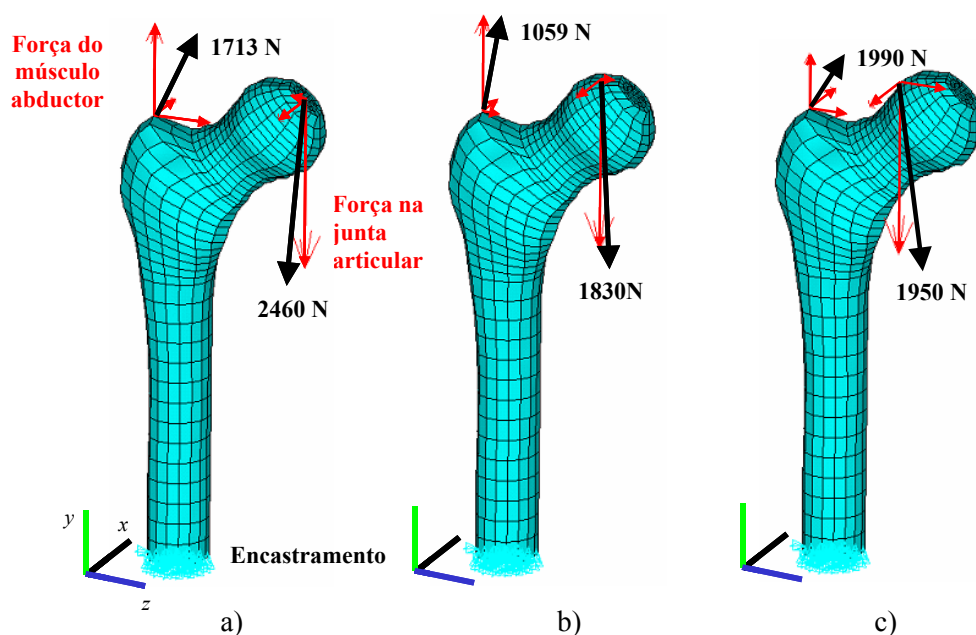 Força do
músculo
abductor
1713 N
Força na
junta
articular
2460 N
1059 N
1830N
1990 N
1950 N
y
x
z
Encastramento
a)
b)
c)